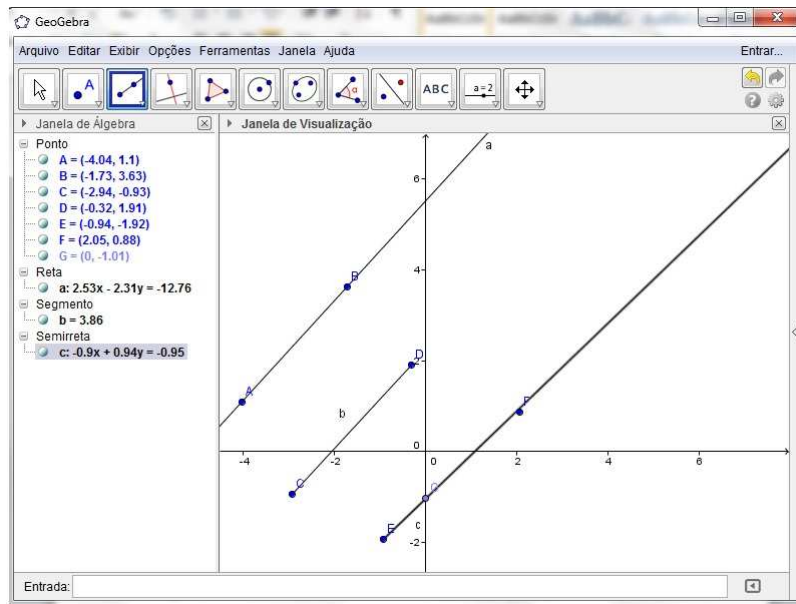 GeoGebra
Arquivo Editar Exibir Opções Ferramentas Janela Ajuda Entrar...
A α ABC a=2
Janela de Álgebra
Ponto
A = (-4.04, 1.1)
B = (-1.73, 3.63)
C = (-2.94, -0.93)
D = (-0.32, 1.91)
E = (-0.94, -1.92)
F = (2.05, 0.88)
G = (0, -1.01)
Reta
a: 2.53x - 2.31y = -12.76
Segmento
b = 3.86
Semirreta
c: -0.9x + 0.94y = -0.95
Janela de Visualização
a
6
B
4
D
2
A
F
b
0
-4 -2 0 2 4 6
C
G
c
E
-2
Entrada: